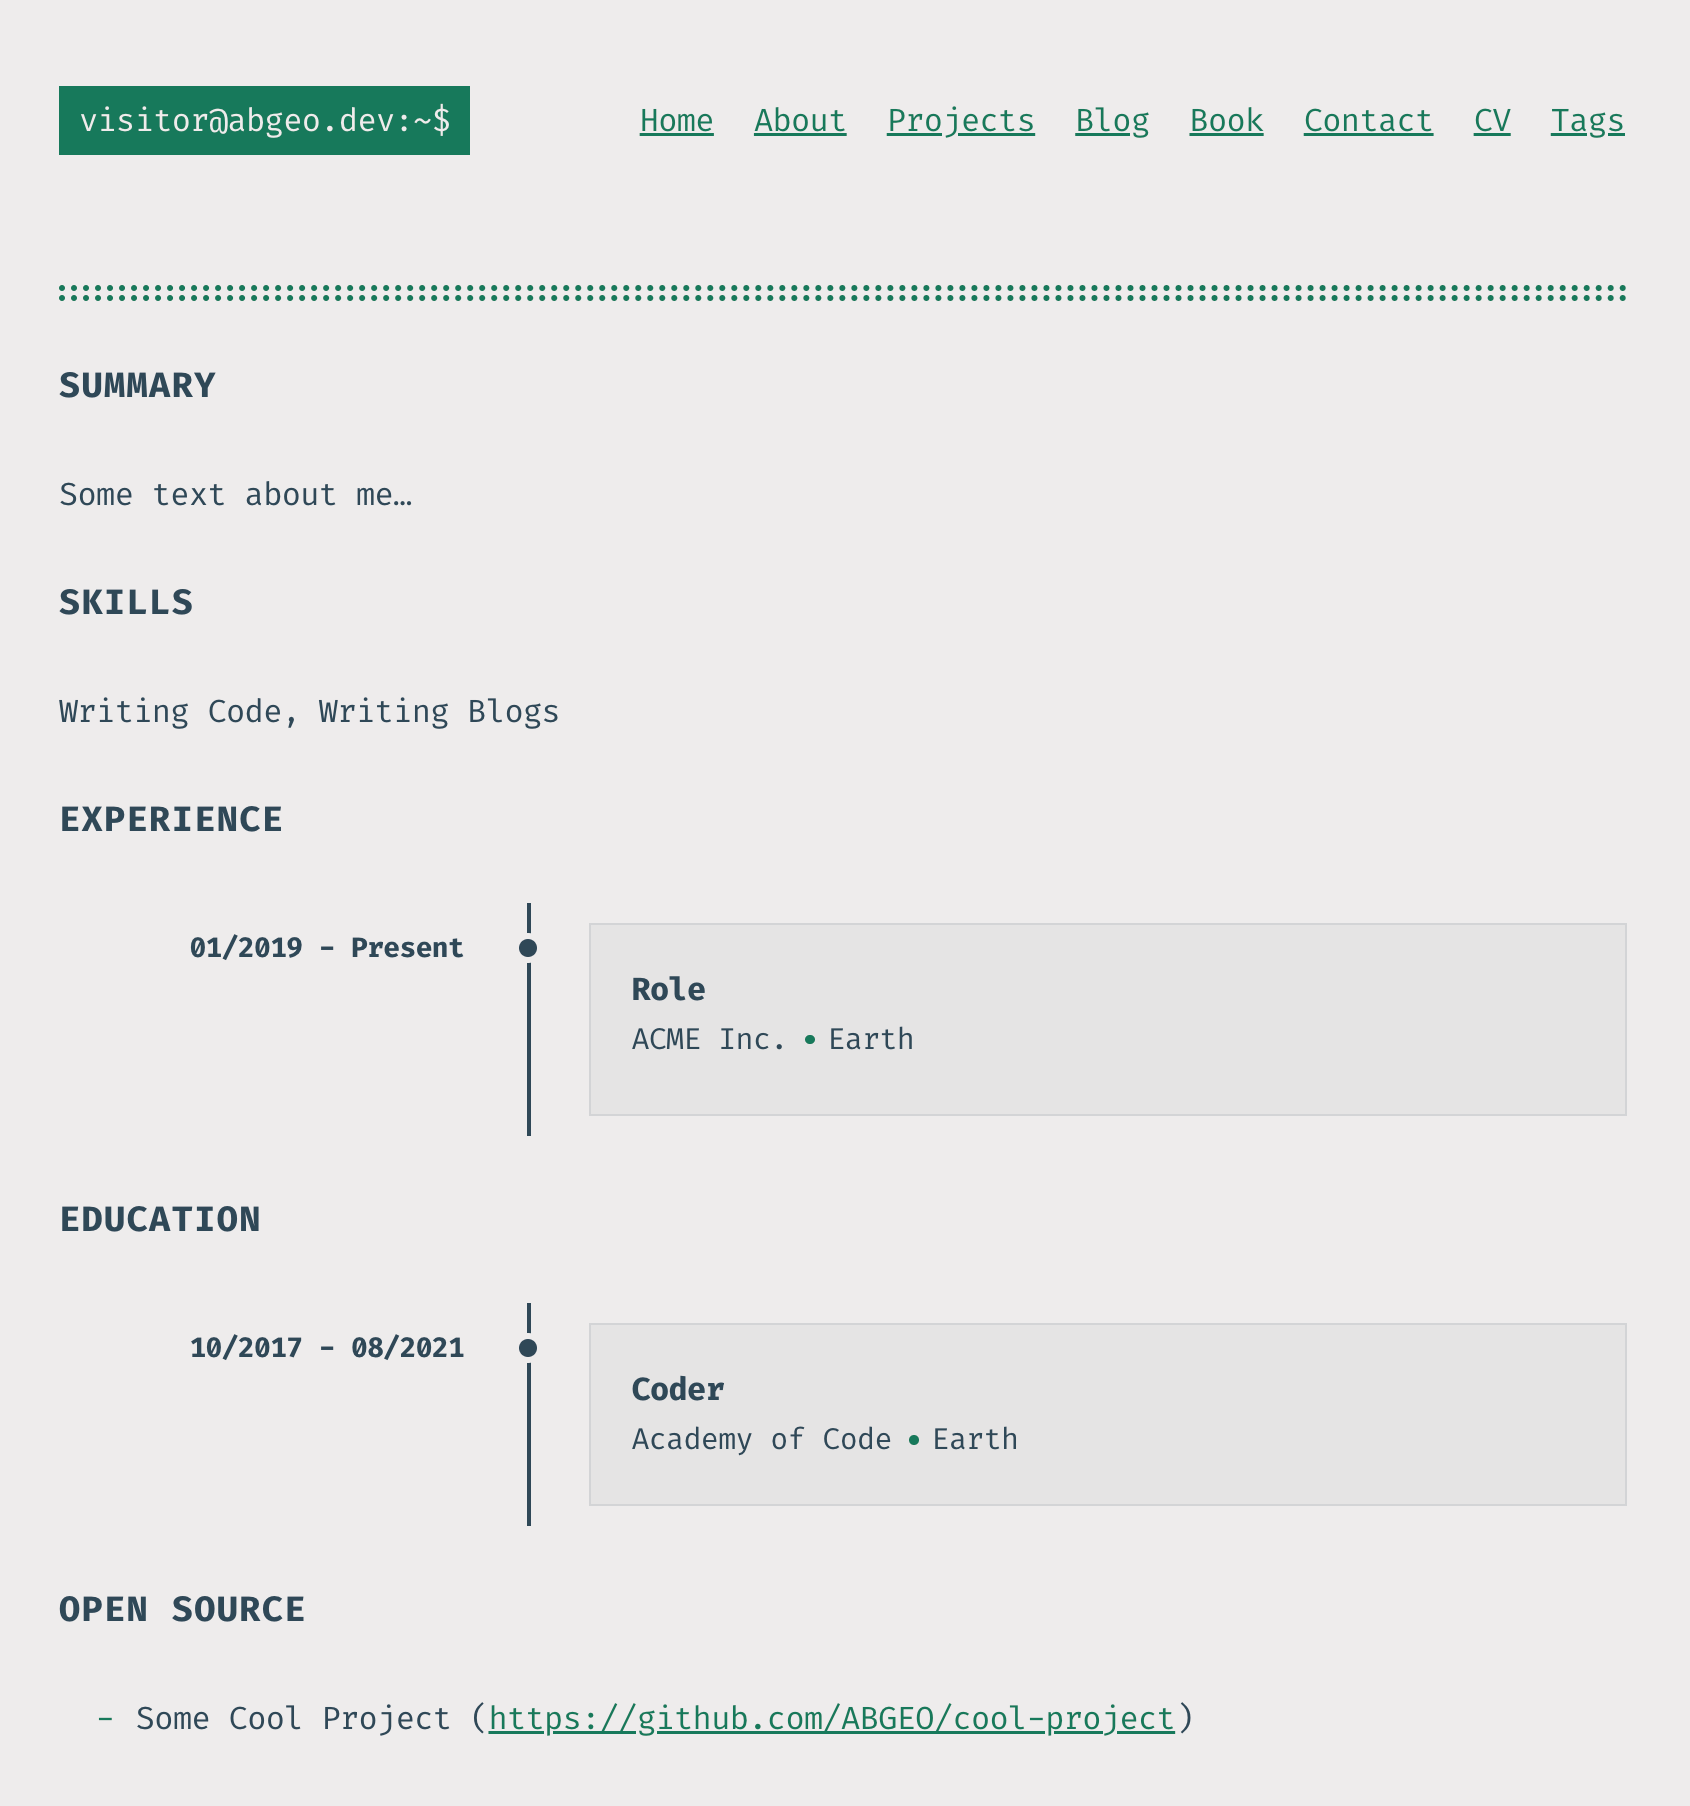 visitor@abgeo.dev:~$
Home About Projects Blog Book Contact CV Tags
SUMMARY
Some text about me…
SKILLS
Writing Code, Writing Blogs
EXPERIENCE
01/2019 - Present
Role
ACME Inc. • Earth
EDUCATION
10/2017 - 08/2021
Coder
Academy of Code • Earth
OPEN SOURCE
- Some Cool Project (https://github.com/ABGEO/cool-project)